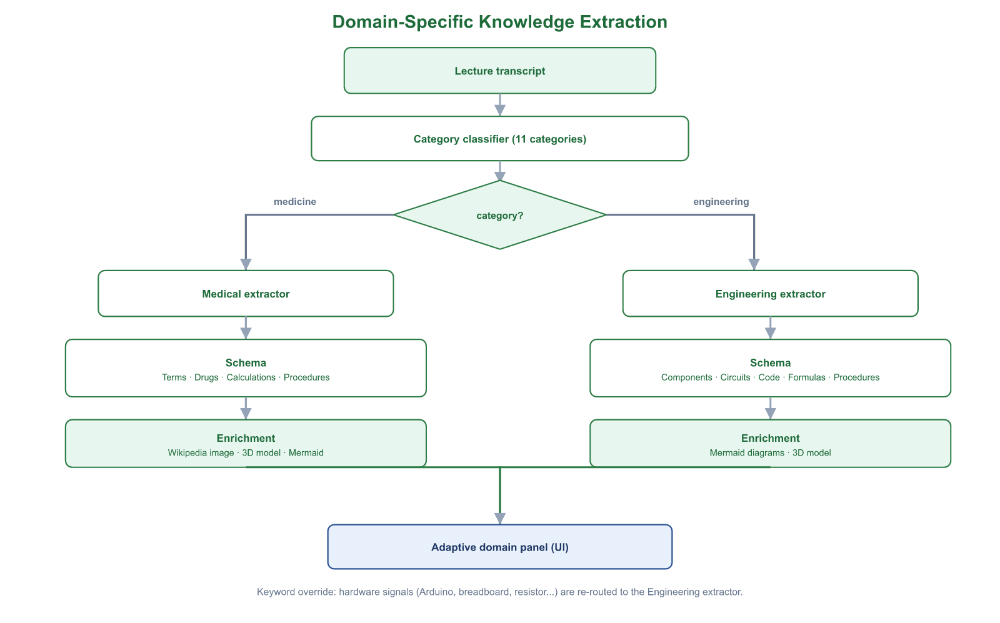 Domain-Specific Knowledge Extraction
Lecture transcript
Category classifier (11 categories)
category?
medicine
engineering
Medical extractor
Engineering extractor
Schema
Terms · Drugs · Calculations · Procedures
Schema
Components · Circuits · Code · Formulas · Procedures
Enrichment
Wikipedia image · 3D model · Mermaid
Enrichment
Mermaid diagrams · 3D model
Adaptive domain panel (UI)
Keyword override: hardware signals (Arduino, breadboard, resistor...) are re-routed to the Engineering extractor.